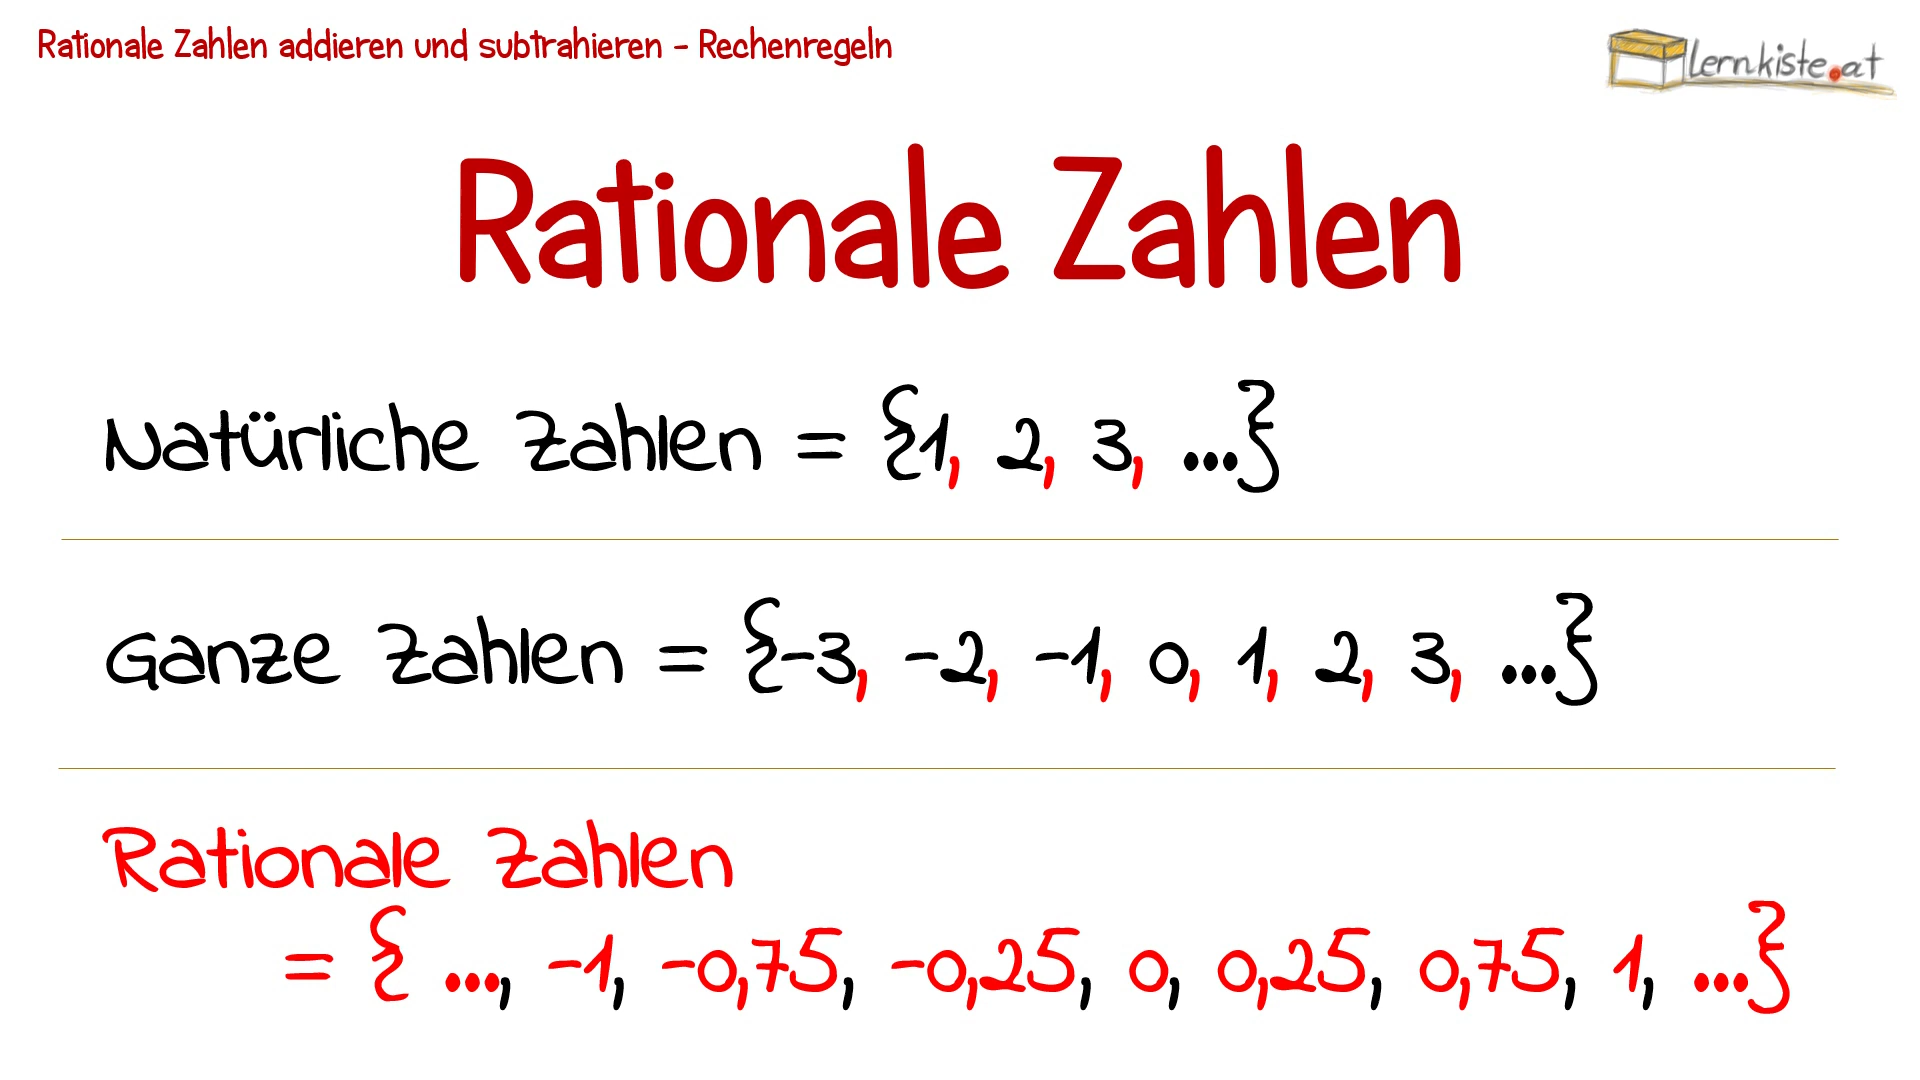 Rationale Zahlen addieren und subtrahieren - Rechenregeln
Lernkiste.at
Rationale Zahlen
Natürliche Zahlen = {1, 2, 3, ...}
Ganze Zahlen = {-3, -2, -1, 0, 1, 2, 3, ...}
Rationale Zahlen
= { ..., -1, -0,75, -0,25, 0, 0,25, 0,75, 1, ...}